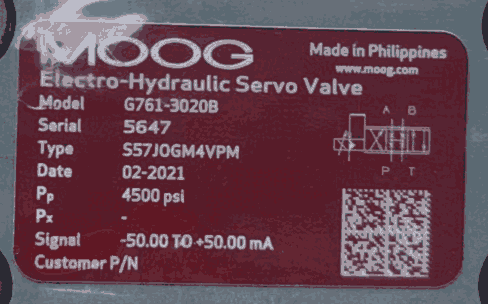 MOOG
Made in Philippines
www.moog.com
Electro-Hydraulic Servo Valve
Model G761-3020B
Serial 5647
Type S57JOGM4VPM
Date 02-2021
A B
P T
Pp 4500 psi
Px -
Signal -50.00 TO +50.00 mA
Customer P/N